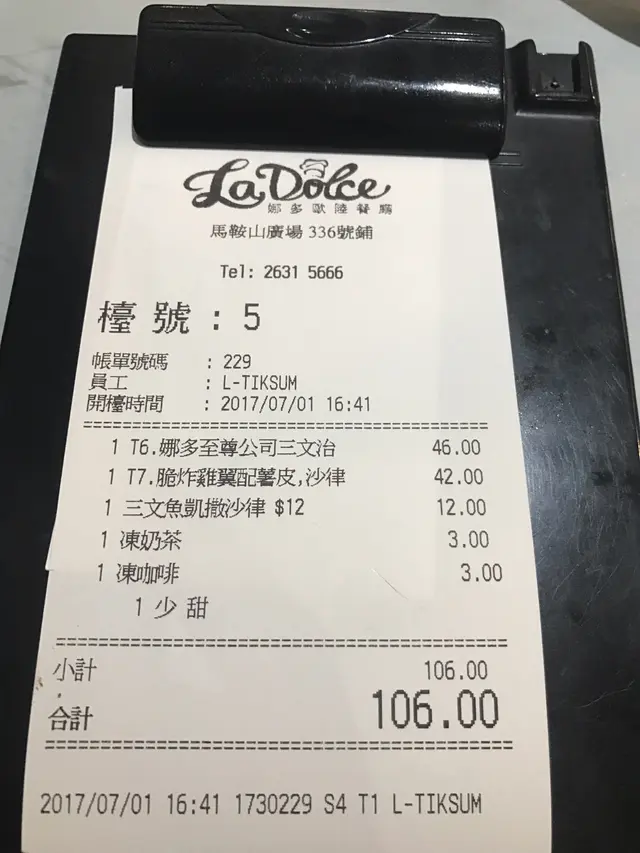 La Dolce
娜多歐陸餐廳
馬鞍山廣場 336號鋪
Tel: 2631 5666
檯號 : 5
帳單號碼 : 229
員工 : L-TIKSUM
開檯時間 : 2017/07/01 16:41
1 T6.娜多至尊公司三文治 46.00
1 T7.脆炸雞翼配薯皮,沙律 42.00
1 三文魚凱撒沙律 $12 12.00
1 凍奶茶 3.00
1 凍咖啡 3.00
1 少甜
小計 106.00
合計 106.00
2017/07/01 16:41 1730229 S4 T1 L-TIKSUM